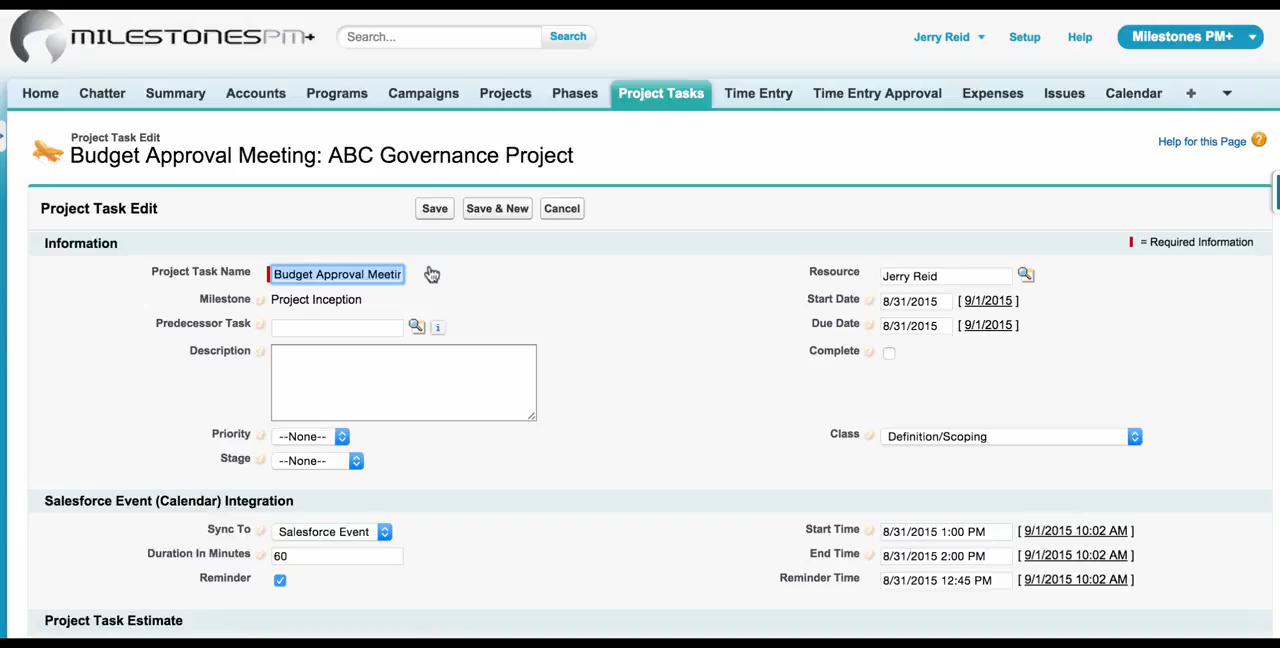 MILESTONESPM+
Search...
Search
Jerry Reid
Setup
Help
Milestones PM+
Home
Chatter
Summary
Accounts
Programs
Campaigns
Projects
Phases
Project Tasks
Time Entry
Time Entry Approval
Expenses
Issues
Calendar
+
Project Task Edit
Budget Approval Meeting: ABC Governance Project
Help for this Page ?
Project Task Edit
Save
Save & New
Cancel
Information
= Required Information
Project Task Name Budget Approval Meetir
Resource Jerry Reid
Milestone Project Inception
Start Date 8/31/2015 [ 9/1/2015 ]
Predecessor Task i
Due Date 8/31/2015 [ 9/1/2015 ]
Description
Complete
Priority --None--
Class Definition/Scoping
Stage --None--
Salesforce Event (Calendar) Integration
Sync To Salesforce Event
Start Time 8/31/2015 1:00 PM [ 9/1/2015 10:02 AM ]
Duration In Minutes 60
End Time 8/31/2015 2:00 PM [ 9/1/2015 10:02 AM ]
Reminder
Reminder Time 8/31/2015 12:45 PM [ 9/1/2015 10:02 AM ]
Project Task Estimate